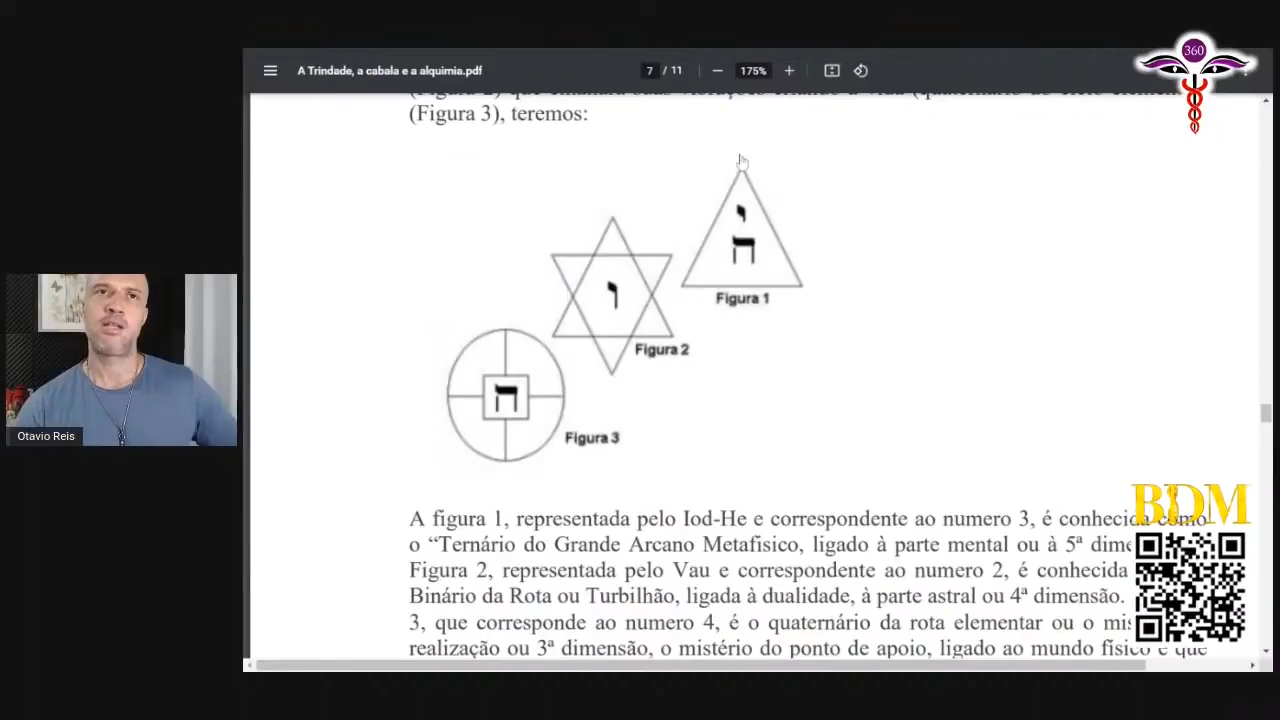 360
A Trindade, a cabala e a alquimia.pdf
7 / 11
175%
(Figura 3), teremos:
י
ה
Figura 1
ו
Figura 2
ה
Figura 3
Otavio Reis
BDM
A figura 1, representada pelo Iod-He e correspondente ao numero 3, é conhecida como
o “Ternário do Grande Arcano Metafisico, ligado à parte mental ou à 5ª
Figura 2, representada pelo Vau e correspondente ao numero 2, é conhecida
Binário da Rota ou Turbilhão, ligada à dualidade, à parte astral ou 4ª dimensão.
3, que corresponde ao numero 4, é o quaternário da rota elementar ou o
realização ou 3ª dimensão, o mistério do ponto de apoio, ligado ao mundo físico e que